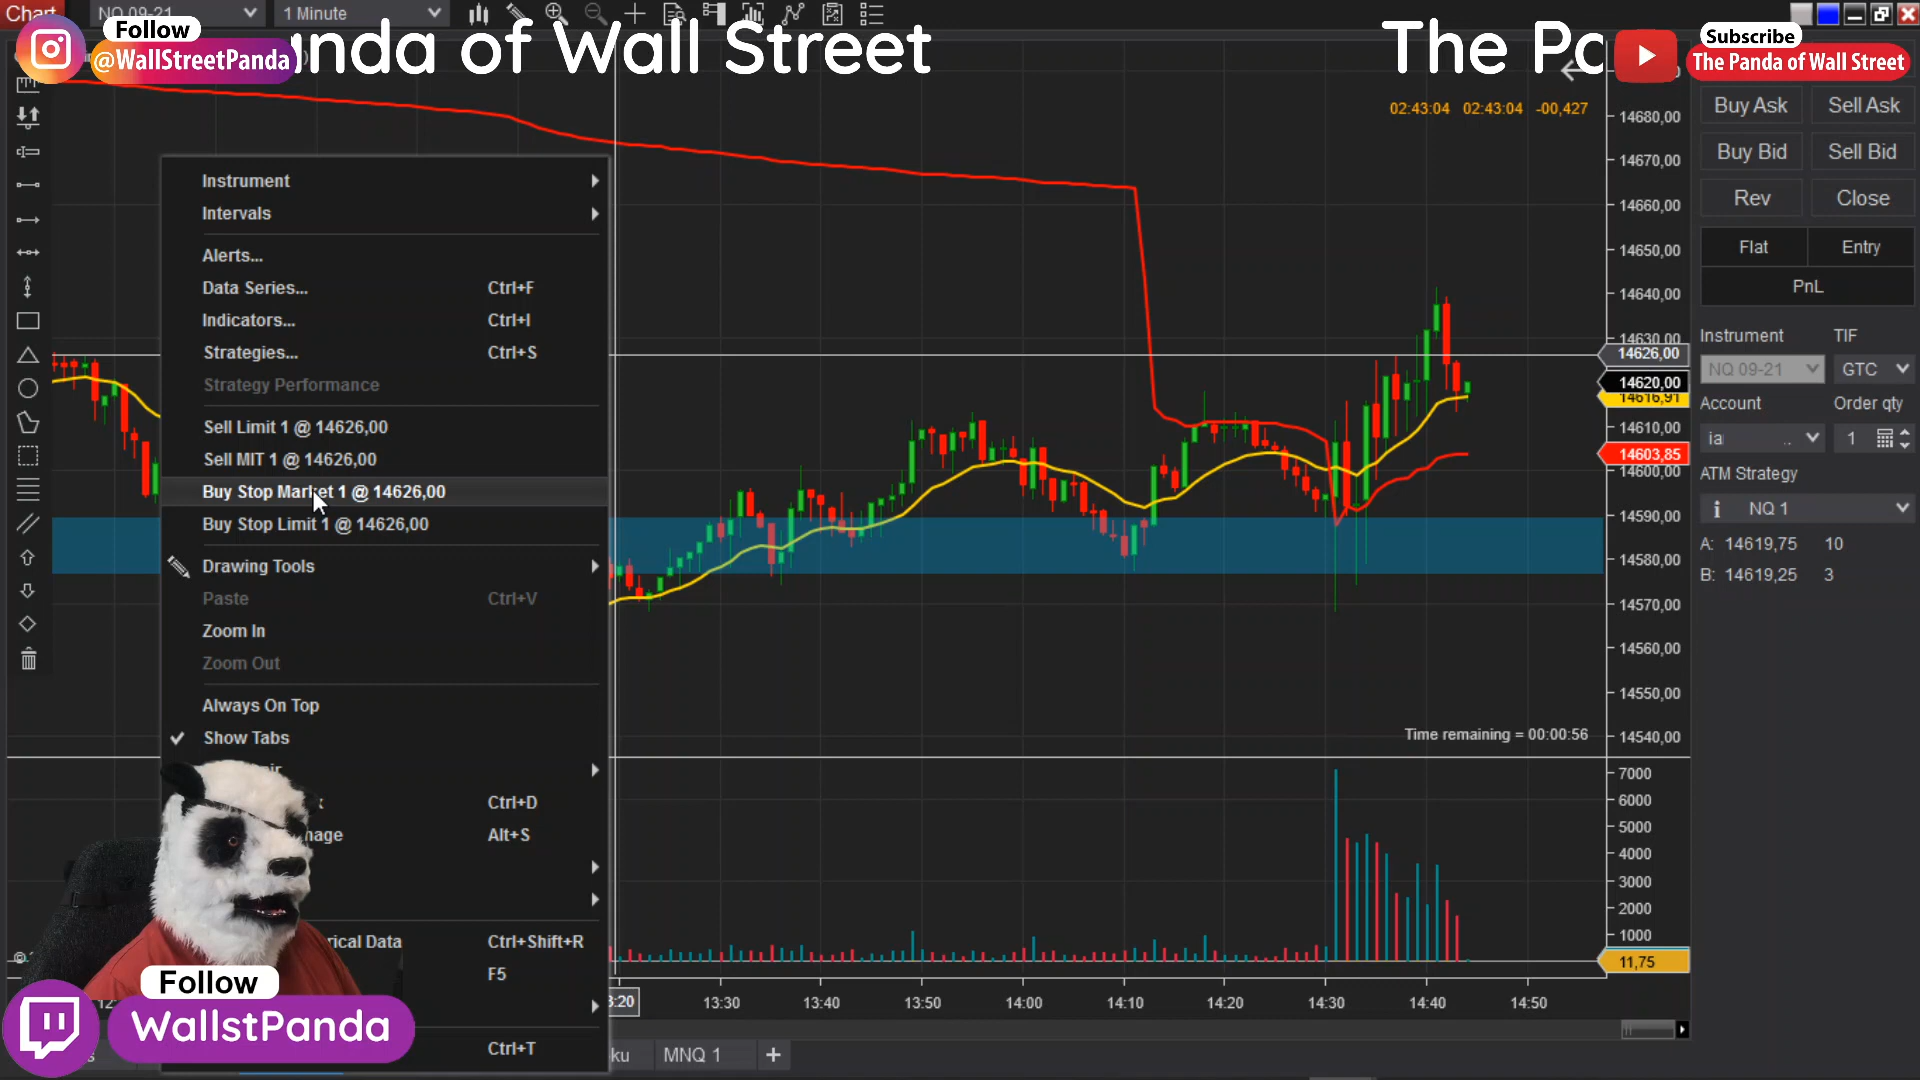 Chart
NQ 09-21
1 Minute
Follow
@WallStreetPanda
anda of Wall Street
The Pa
Subscribe
The Panda of Wall Street
02:43:04 02:43:04 -00,427
Instrument
Intervals
Alerts...
Data Series... Ctrl+F
Indicators... Ctrl+I
Strategies... Ctrl+S
Strategy Performance
Sell Limit 1 @ 14626,00
Sell MIT 1 @ 14626,00
Buy Stop Market 1 @ 14626,00
Buy Stop Limit 1 @ 14626,00
Drawing Tools
Paste Ctrl+V
Zoom In
Zoom Out
Always On Top
Show Tabs
Ctrl+D
mage Alt+S
rical Data Ctrl+Shift+R
F5
Ctrl+T
14680,00
14670,00
14660,00
14650,00
14640,00
14630,00
14626,00
14620,00
14616,91
14610,00
14603,85
14600,00
14590,00
14580,00
14570,00
14560,00
14550,00
14540,00
Time remaining = 00:00:56
7000
6000
5000
4000
3000
2000
1000
11,75
3:20
13:30
13:40
13:50
14:00
14:10
14:20
14:30
14:40
14:50
Buy Ask Sell Ask
Buy Bid Sell Bid
Rev Close
Flat Entry
PnL
Instrument TIF
NQ 09-21 GTC
Account Order qty
ia .. 1
ATM Strategy
NQ 1
A: 14619,75 10
B: 14619,25 3
Follow
WallstPanda
ku
MNQ 1
+